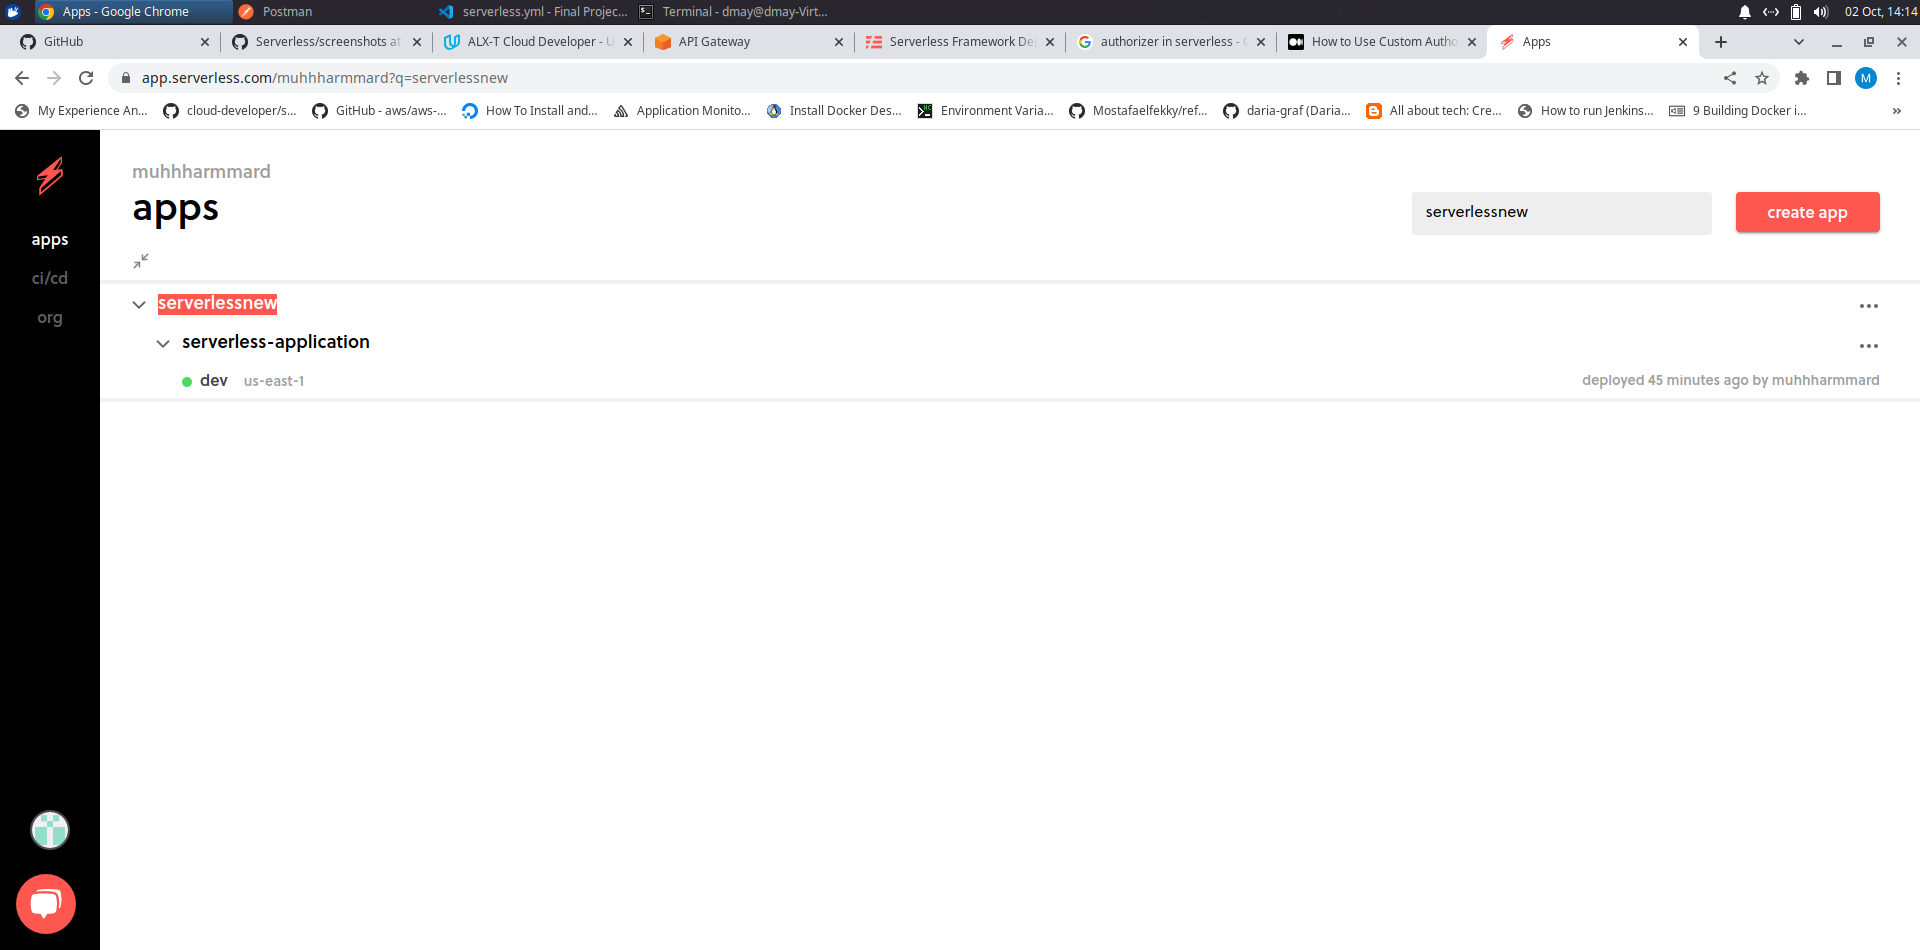 Apps - Google Chrome
Postman
serverless.yml - Final Projec...
Terminal - dmay@dmay-Virt...
02 Oct, 14:14
GitHub
Serverless/screenshots at
ALX-T Cloud Developer - U
API Gateway
Serverless Framework De
authorizer in serverless -
How to Use Custom Autho
Apps
app.serverless.com/muhhharmmard?q=serverlessnew
M
My Experience An...
cloud-developer/s...
GitHub - aws/aws-...
How To Install and...
Application Monito...
Install Docker Des...
Environment Varia...
Mostafaelfekky/ref...
daria-graf (Daria...
All about tech: Cre...
How to run Jenkins...
9 Building Docker i...
»
apps
ci/cd
org
muhhharmmard
apps
serverlessnew
create app
serverlessnew
serverless-application
dev us-east-1
deployed 45 minutes ago by muhhharmmard